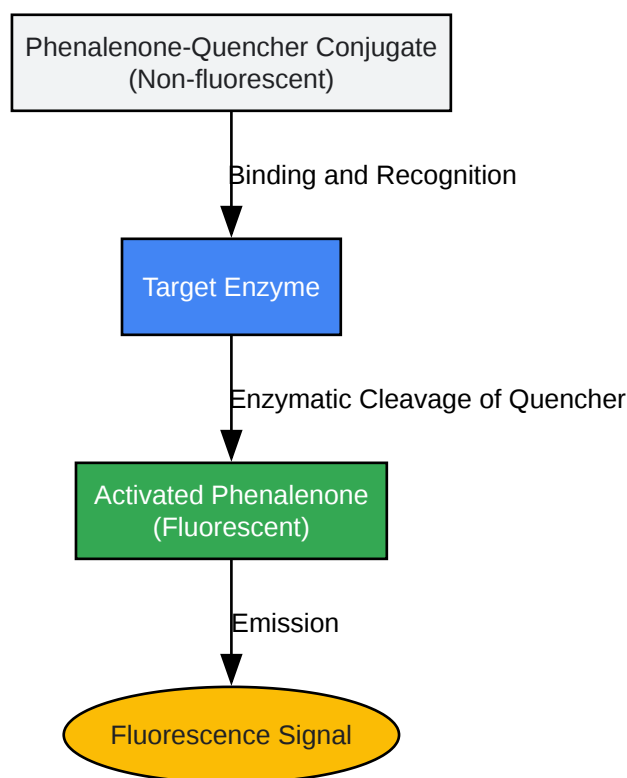 Phenalenone-Quencher Conjugate
(Non-fluorescent)
Binding and Recognition
Target Enzyme
Enzymatic Cleavage of Quencher
Activated Phenalenone
(Fluorescent)
Emission
Fluorescence Signal